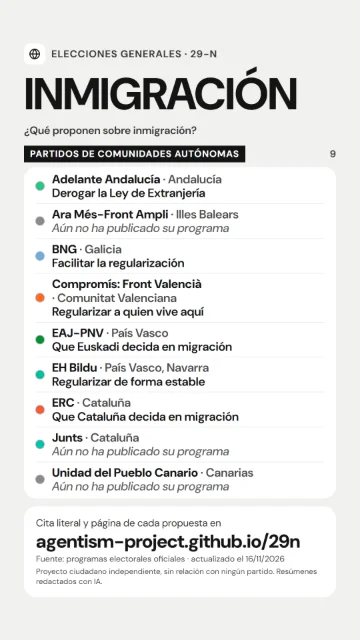 ELECCIONES GENERALES · 29-N
INMIGRACIÓN
¿Qué proponen sobre inmigración?
PARTIDOS DE COMUNIDADES AUTÓNOMAS 9
Adelante Andalucía · Andalucía
Derogar la Ley de Extranjería
Ara Més-Front Ampli · Illes Balears
Aún no ha publicado su programa
BNG · Galicia
Facilitar la regularización
Compromís: Front Valencià
· Comunitat Valenciana
Regularizar a quien vive aquí
EAJ-PNV · País Vasco
Que Euskadi decida en migración
EH Bildu · País Vasco, Navarra
Regularizar de forma estable
ERC · Cataluña
Que Cataluña decida en migración
Junts · Cataluña
Aún no ha publicado su programa
Unidad del Pueblo Canario · Canarias
Aún no ha publicado su programa
Cita literal y página de cada propuesta en
agentism-project.github.io/29n
Fuente: programas electorales oficiales · actualizado el 16/11/2026
Proyecto ciudadano independiente, sin relación con ningún partido. Resúmenes
redactados con IA.